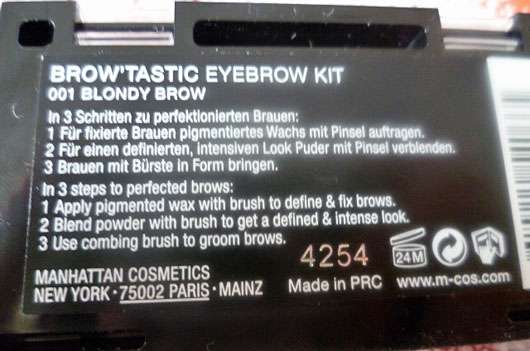 BROW'TASTIC EYEBROW KIT
001 BLONDY BROW
In 3 Schritten zu perfektionierten Brauen:
1 Für fixierte Brauen pigmentiertes Wachs mit Pinsel auftragen.
2 Für einen definierten, intensiven Look Puder mit Pinsel verblenden.
3 Brauen mit Bürste in Form bringen.
In 3 steps to perfected brows:
1 Apply pigmented wax with brush to define & fix brows.
2 Blend powder with brush to get a defined & intense look.
3 Use combing brush to groom brows.
4254
24M
MANHATTAN COSMETICS
Made in PRC
www.m-cos.com
NEW YORK · 75002 PARIS · MAINZ